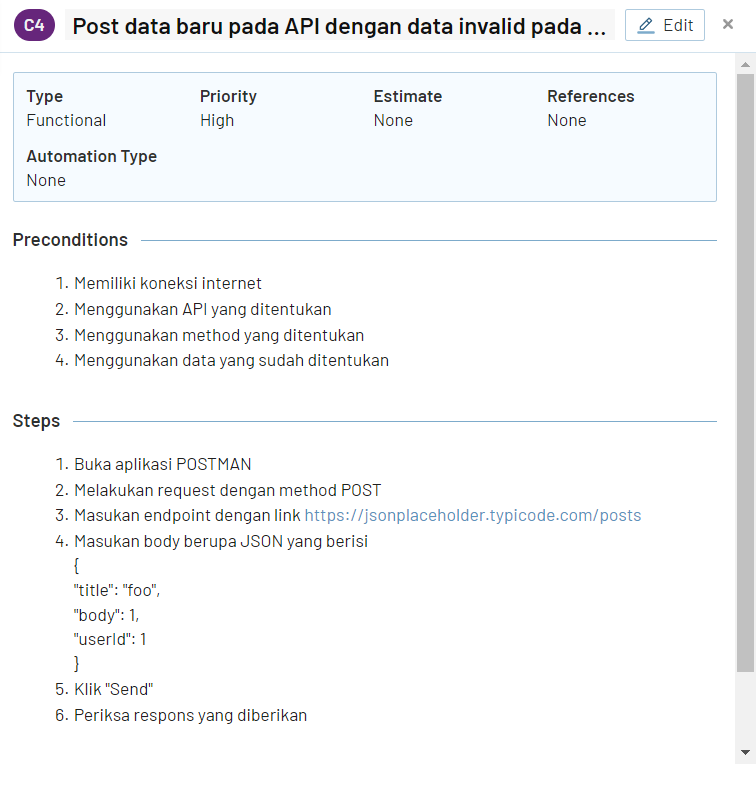 C4 Post data baru pada API dengan data invalid pada ... Edit ×
Type Priority Estimate References
Functional High None None
Automation Type
None
Preconditions
1. Memiliki koneksi internet
2. Menggunakan API yang ditentukan
3. Menggunakan method yang ditentukan
4. Menggunakan data yang sudah ditentukan
Steps
1. Buka aplikasi POSTMAN
2. Melakukan request dengan method POST
3. Masukan endpoint dengan link https://jsonplaceholder.typicode.com/posts
4. Masukan body berupa JSON yang berisi
{
"title": "foo",
"body": 1,
"userId": 1
}
5. Klik "Send"
6. Periksa respons yang diberikan